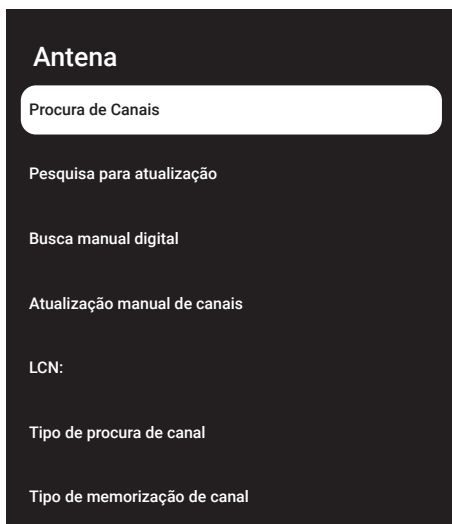 Antena
Procura de Canais
Pesquisa para atualização
Busca manual digital
Atualização manual de canais
LCN:
Tipo de procura de canal
Tipo de memorização de canal